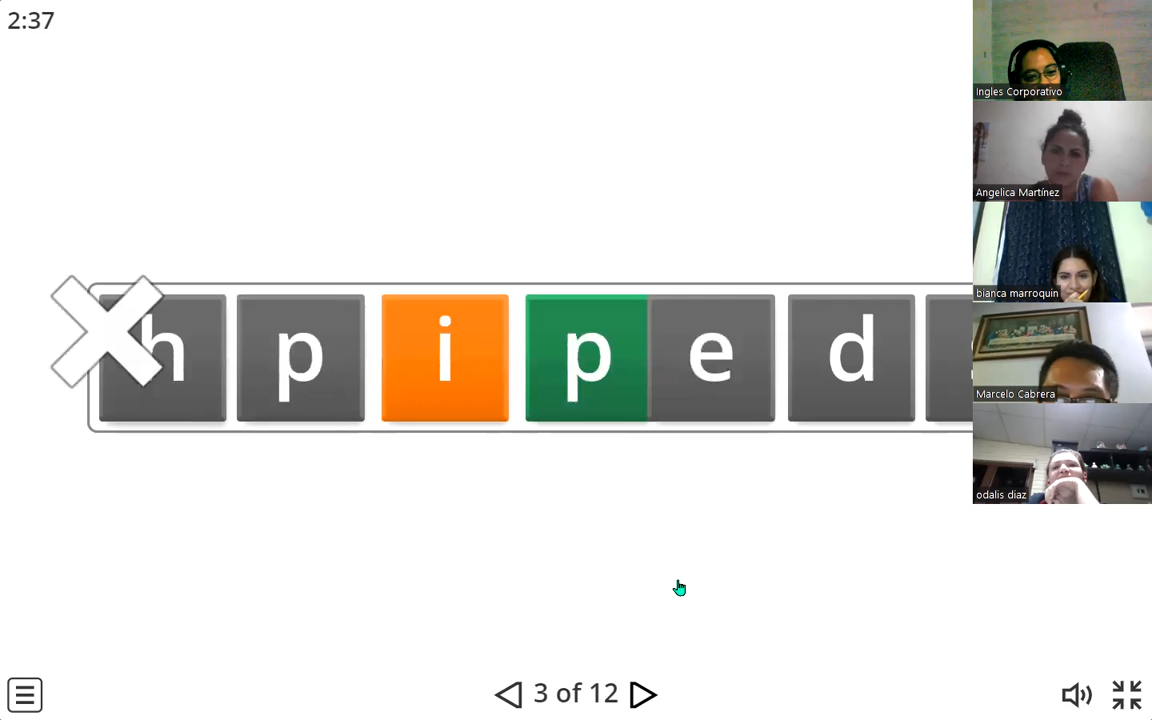 2:37
h p i p e d
3 of 12
Ingles Corporativo
Angelica Martínez
bianca marroquin
Marcelo Cabrera
odalis diaz